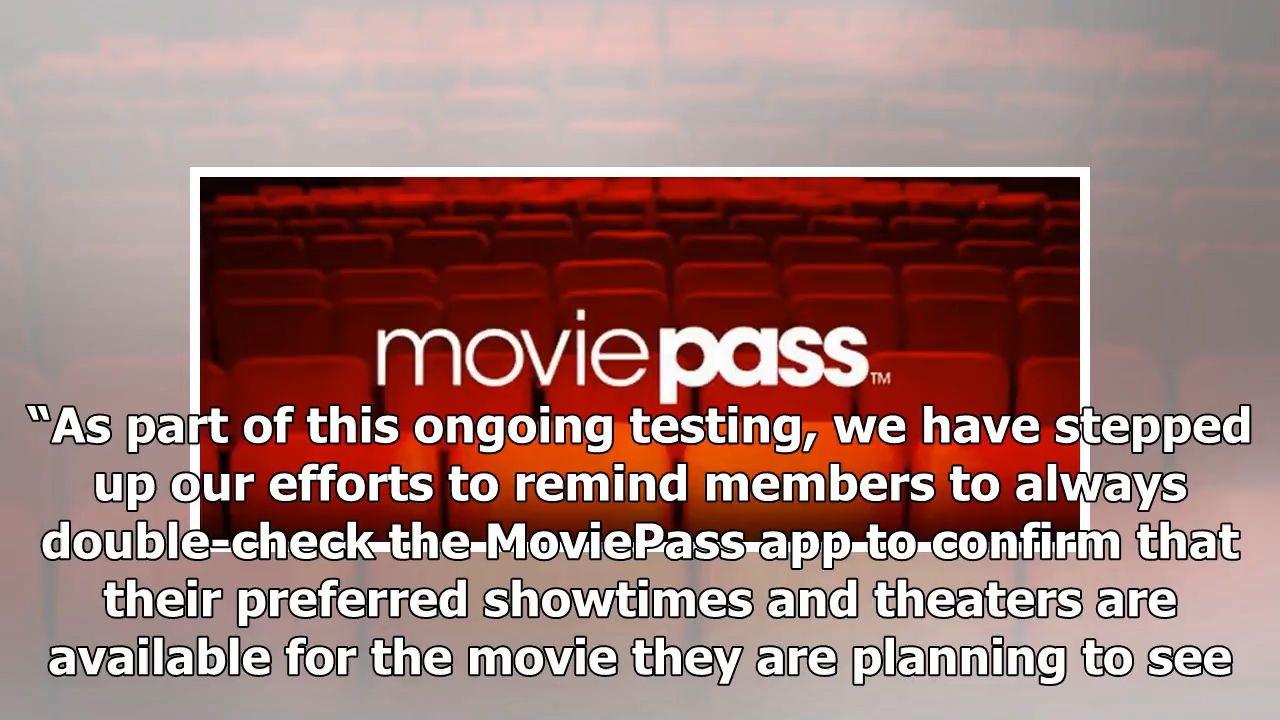 moviepass™
“As part of this ongoing testing, we have stepped
up our efforts to remind members to always
double-check the MoviePass app to confirm that
their preferred showtimes and theaters are
available for the movie they are planning to see